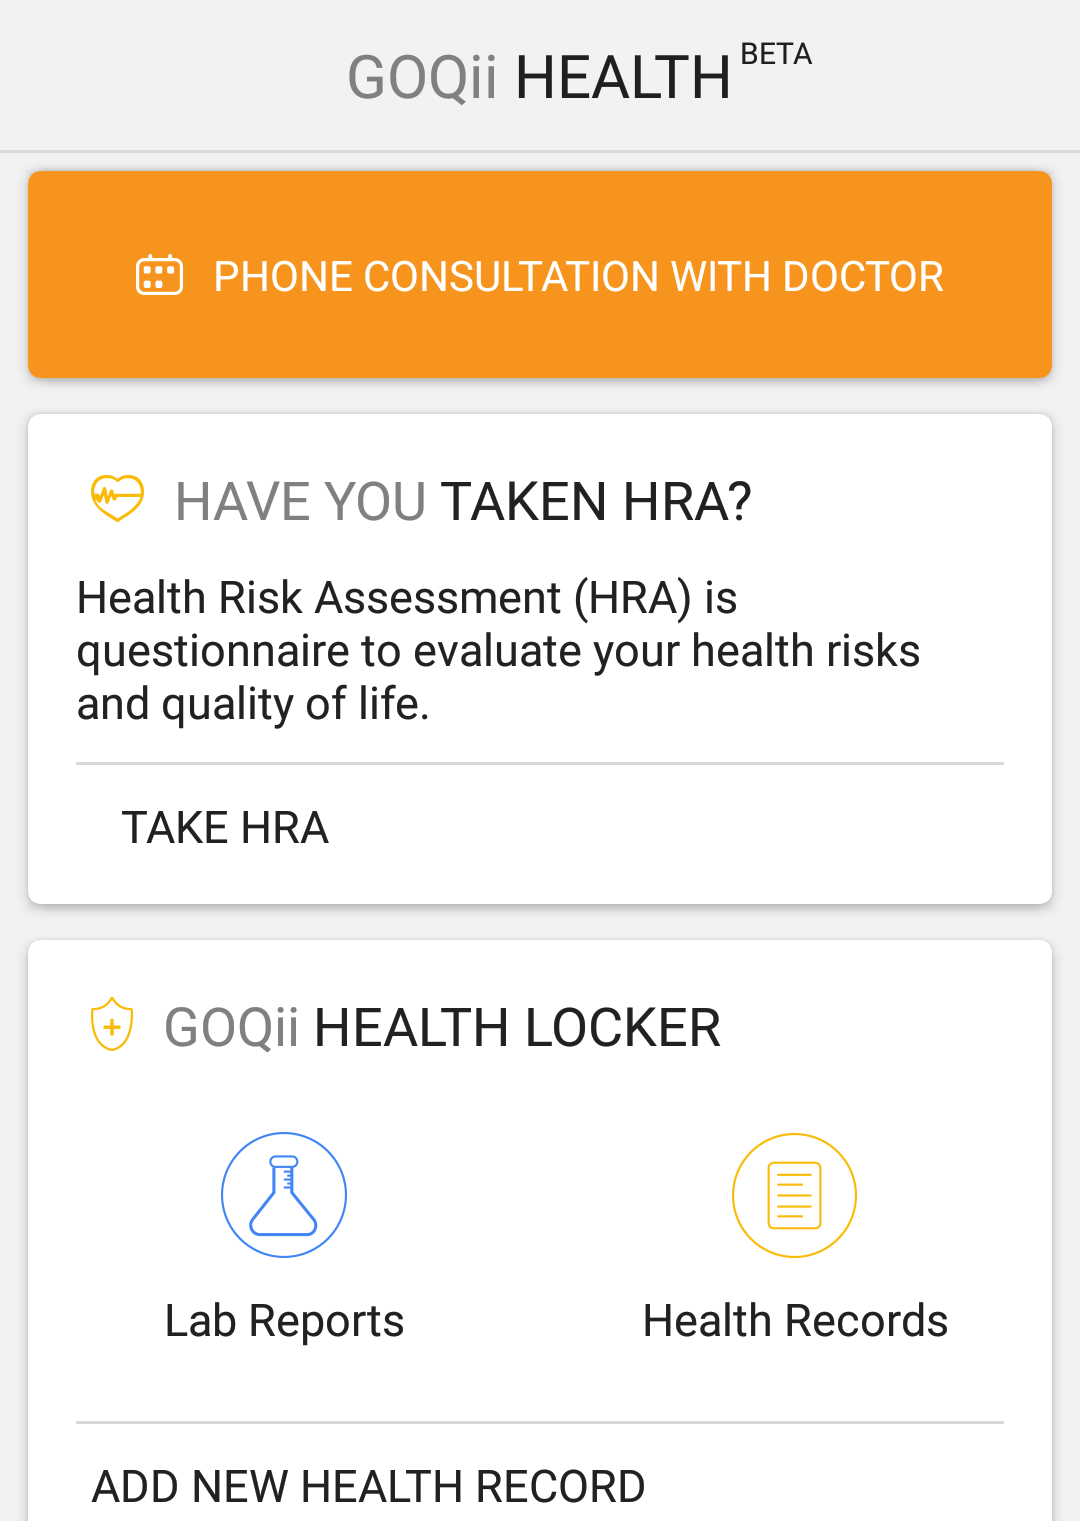 GOQii HEALTH BETA
PHONE CONSULTATION WITH DOCTOR
HAVE YOU TAKEN HRA?
Health Risk Assessment (HRA) is
questionnaire to evaluate your health risks
and quality of life.
TAKE HRA
GOQii HEALTH LOCKER
Lab Reports
Health Records
ADD NEW HEALTH RECORD